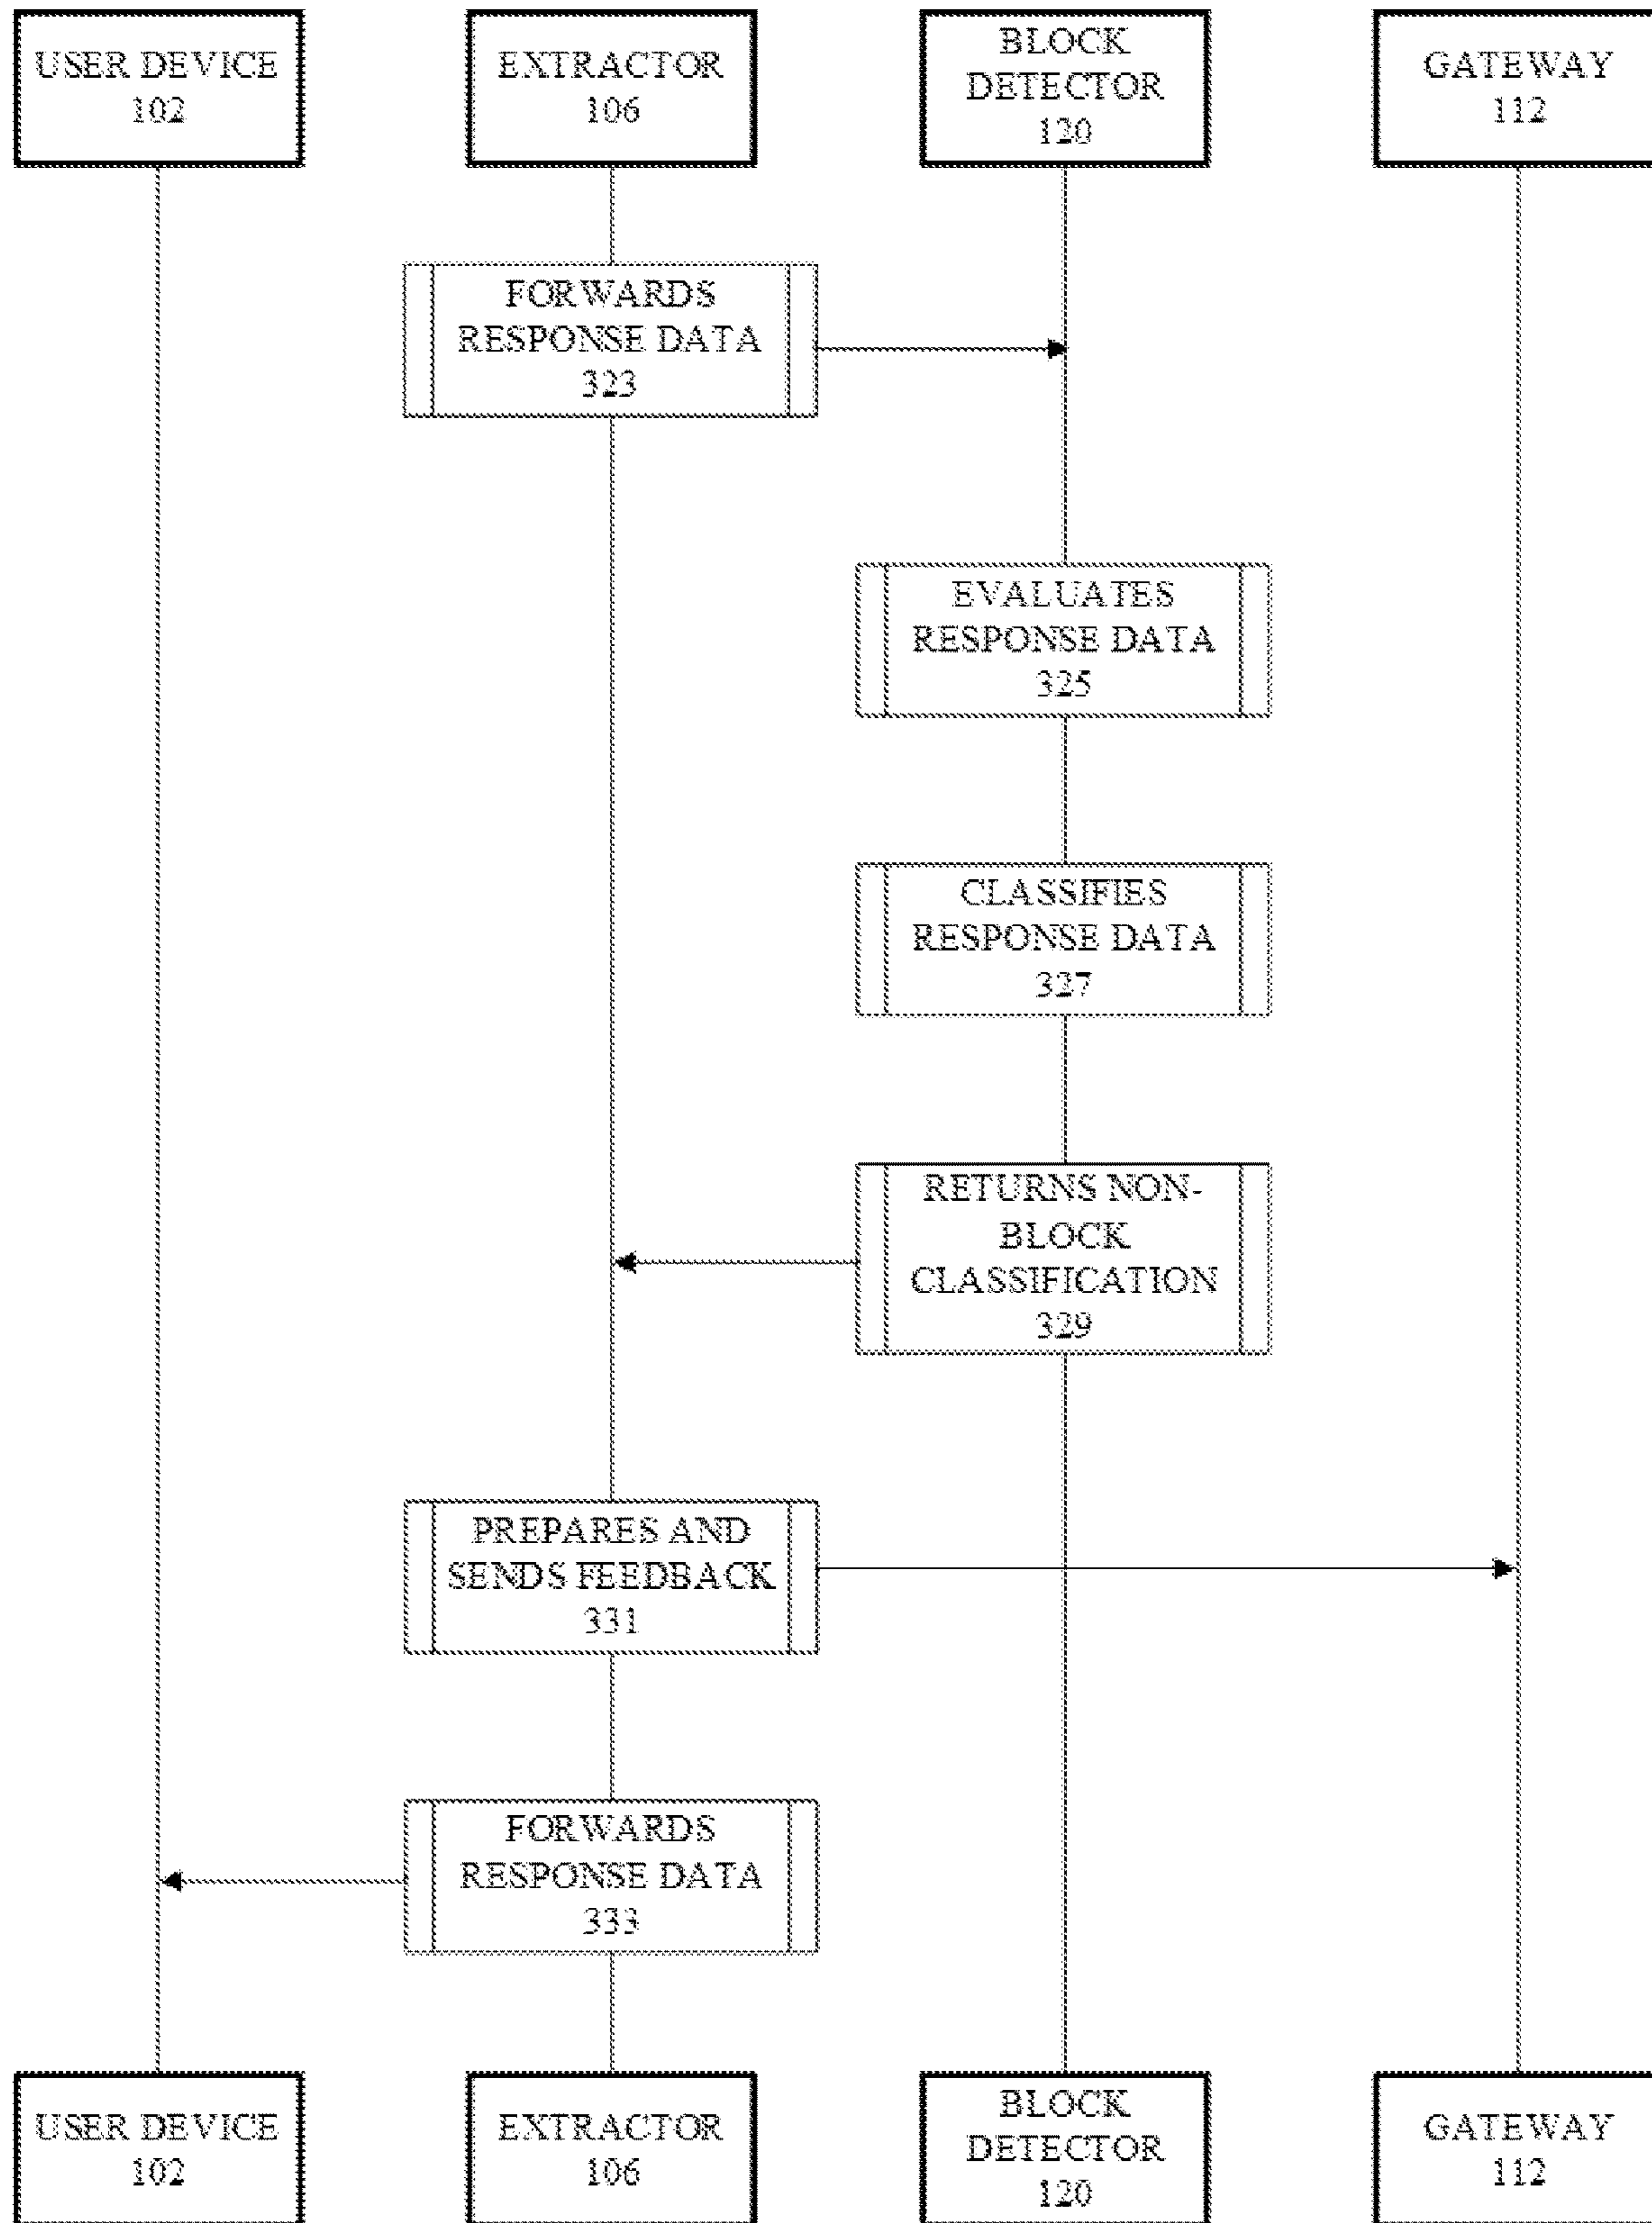 USER DEVICE
102
EXTRACTOR
106
BLOCK
DETECTOR
120
GATEWAY
112
FORWARDS
RESPONSE DATA
323
EVALUATES
RESPONSE DATA
325
CLASSIFIES
RESPONSE DATA
327
RETURNS NON-
BLOCK
CLASSIFICATION
329
PREPARES AND
SENDS FEEDBACK
331
FORWARDS
RESPONSE DATA
333
USER DEVICE
102
EXTRACTOR
106
BLOCK
DETECTOR
120
GATEWAY
112